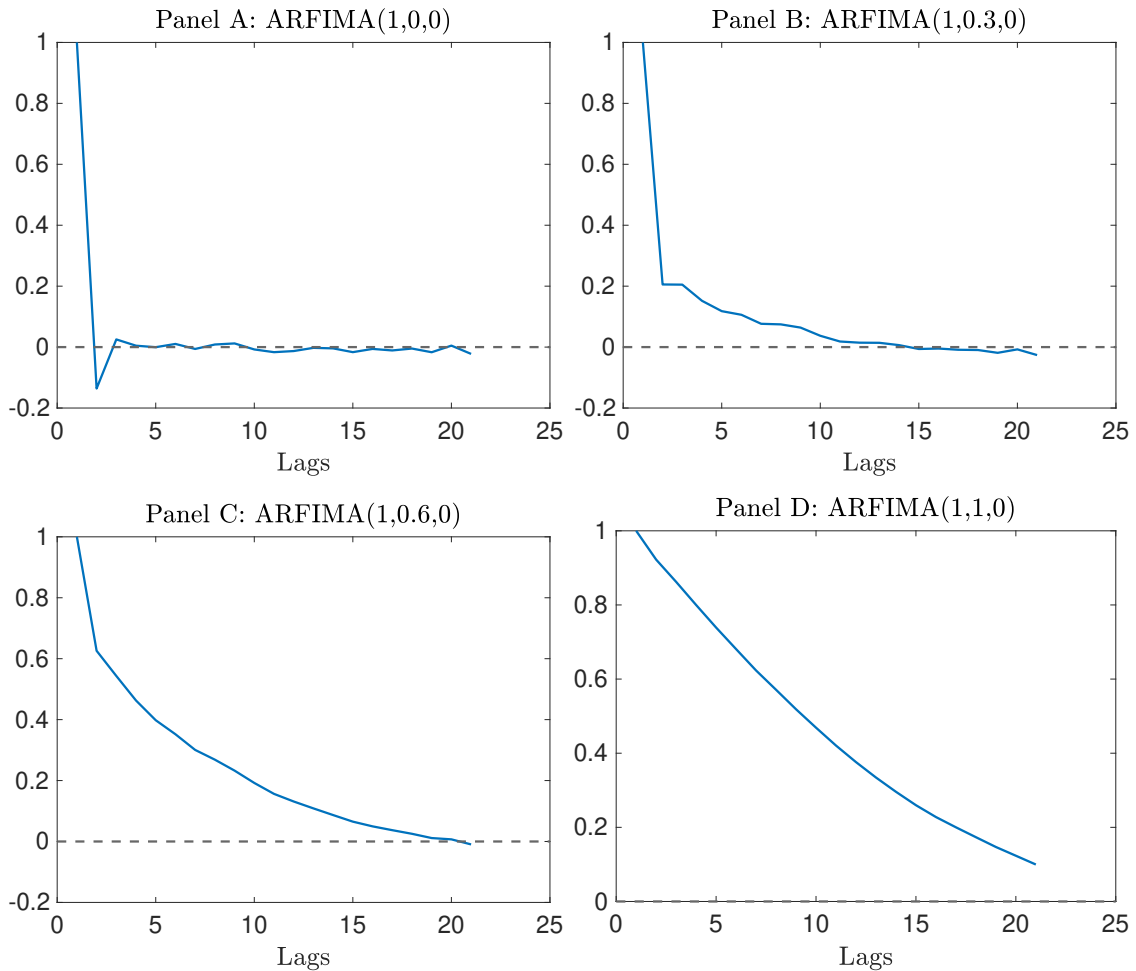 Panel A: ARFIMA(1,0,0)
1
0.8
0.6
0.4
0.2
0
-0.2
0 5 10 15 20 25
Lags
Panel B: ARFIMA(1,0.3,0)
1
0.8
0.6
0.4
0.2
0
-0.2
0 5 10 15 20 25
Lags
Panel C: ARFIMA(1,0.6,0)
1
0.8
0.6
0.4
0.2
0
-0.2
0 5 10 15 20 25
Lags
Panel D: ARFIMA(1,1,0)
1
0.8
0.6
0.4
0.2
0
0 5 10 15 20 25
Lags